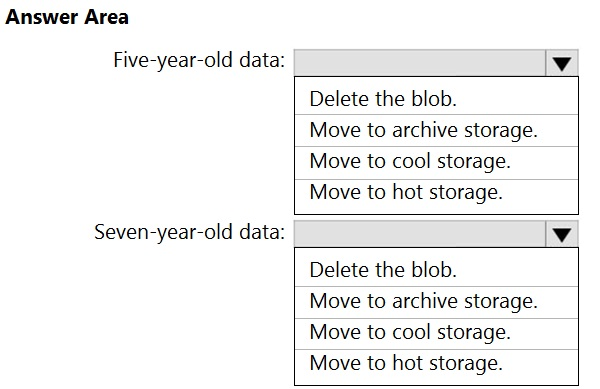 Answer Area
Five-year-old data:
Delete the blob.
Move to archive storage.
Move to cool storage.
Move to hot storage.
Seven-year-old data:
Delete the blob.
Move to archive storage.
Move to cool storage.
Move to hot storage.